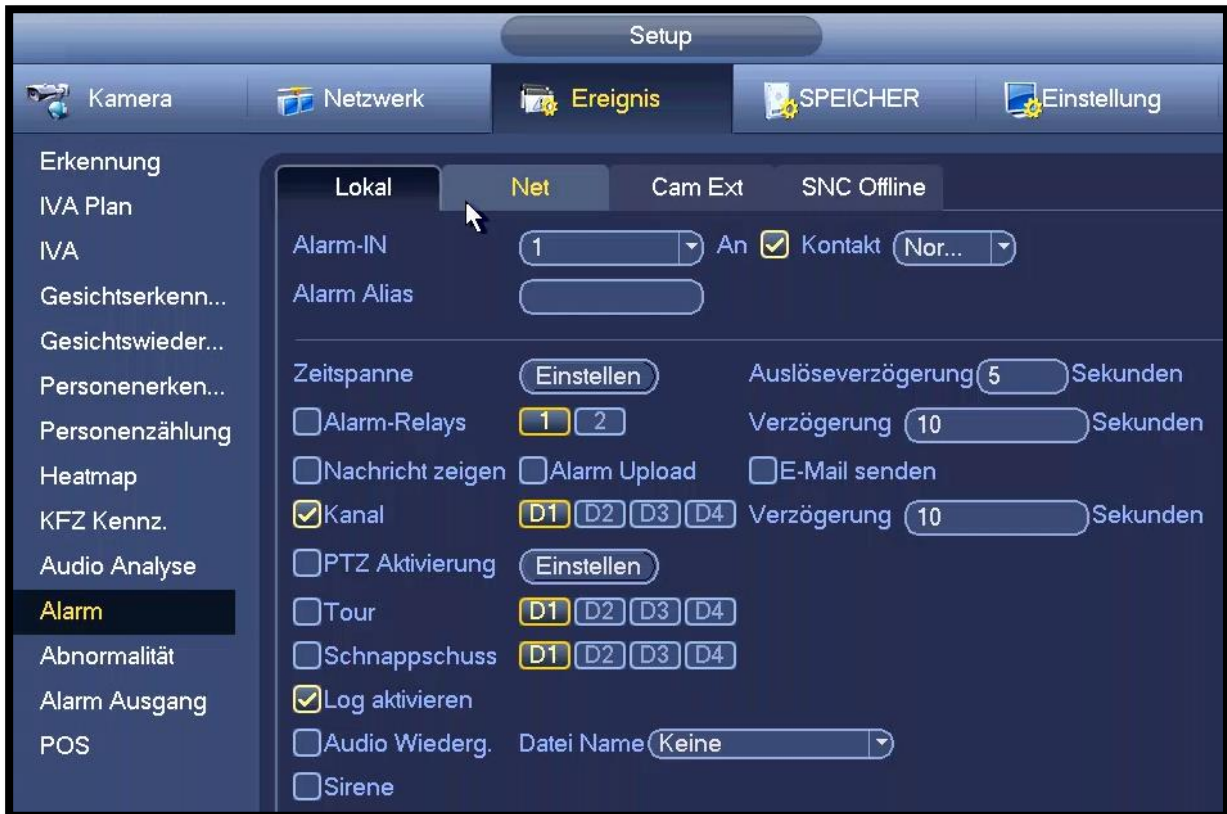 Setup
Kamera Netzwerk Ereignis SPEICHER Einstellung
Erkennung
IVA Plan
IVA
Gesichtserkenn...
Gesichtswieder...
Personenerken...
Personenzählung
Heatmap
KFZ Kennz.
Audio Analyse
Alarm
Abnormalität
Alarm Ausgang
POS
Lokal Net Cam Ext SNC Offline
Alarm-IN 1 An Kontakt Nor...
Alarm Alias
Zeitspanne Einstellen Auslöseverzögerung 5 Sekunden
Alarm-Relays 1 2 Verzögerung 10 Sekunden
Nachricht zeigen Alarm Upload E-Mail senden
Kanal D1 D2 D3 D4 Verzögerung 10 Sekunden
PTZ Aktivierung Einstellen
Tour D1 D2 D3 D4
Schnappschuss D1 D2 D3 D4
Log aktivieren
Audio Wiederg. Datei Name Keine
Sirene